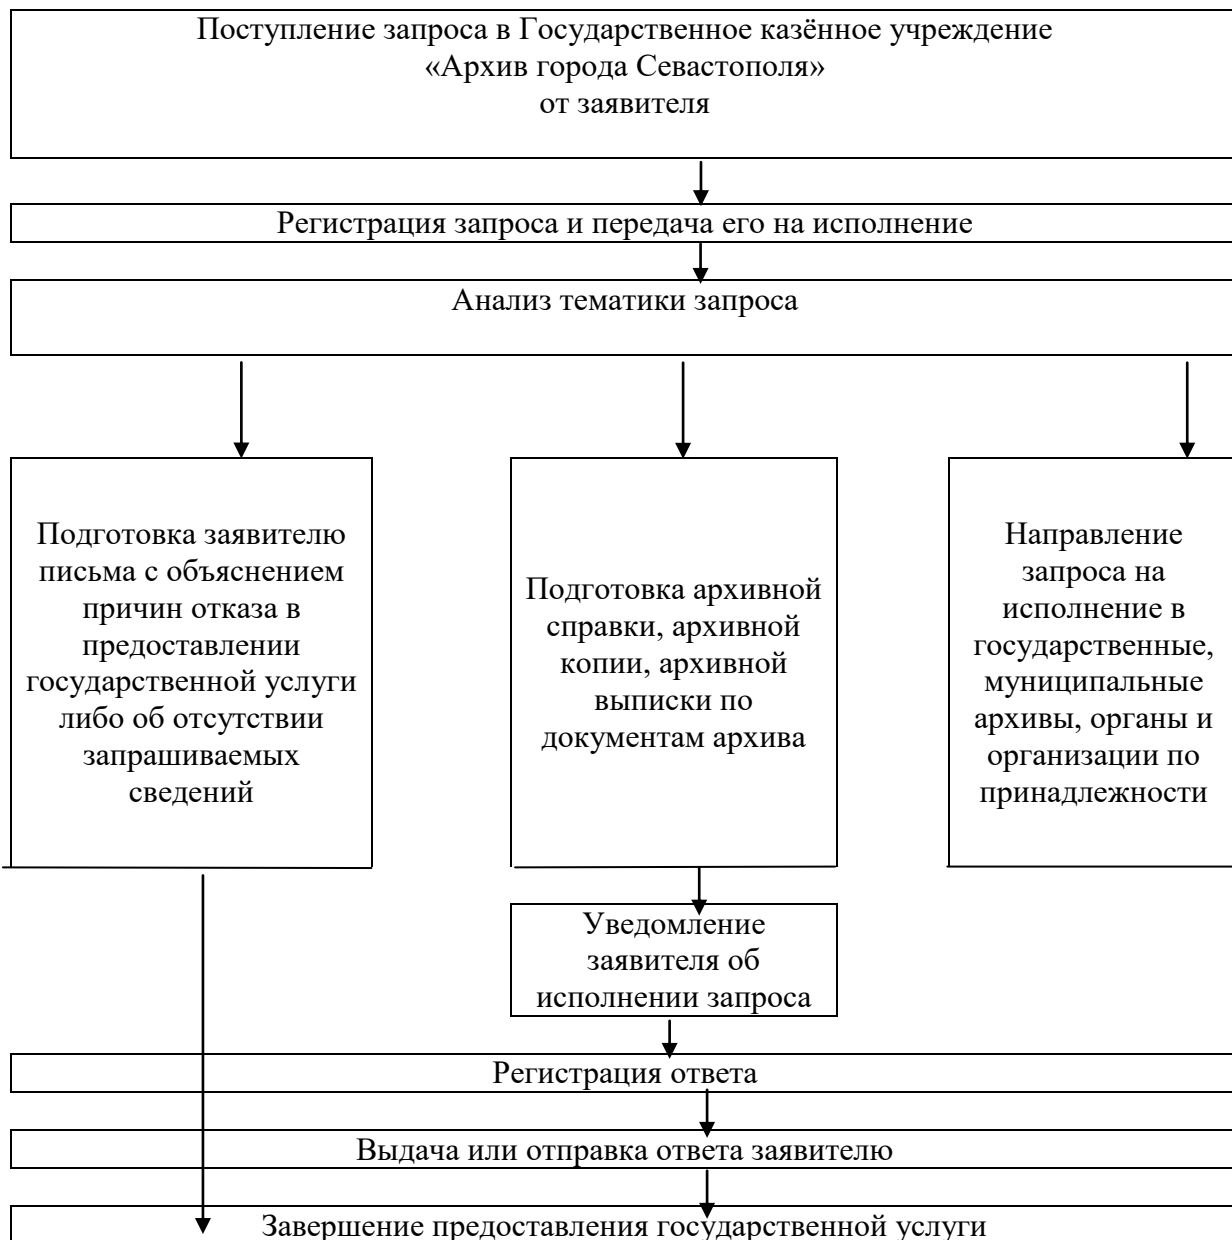 Поступление запроса в Государственное казённое учреждение
«Архив города Севастополя»
от заявителя
Регистрация запроса и передача его на исполнение
Анализ тематики запроса
Подготовка заявителю
письма с объяснением
причин отказа в
предоставлении
государственной услуги
либо об отсутствии
запрашиваемых
сведений
Подготовка архивной
справки, архивной
копии, архивной
выписки по
документам архива
Направление
запроса на
исполнение в
государственные,
муниципальные
архивы, органы и
организации по
принадлежности
Уведомление
заявителя об
исполнении запроса
Регистрация ответа
Выдача или отправка ответа заявителю
Завершение предоставления государственной услуги